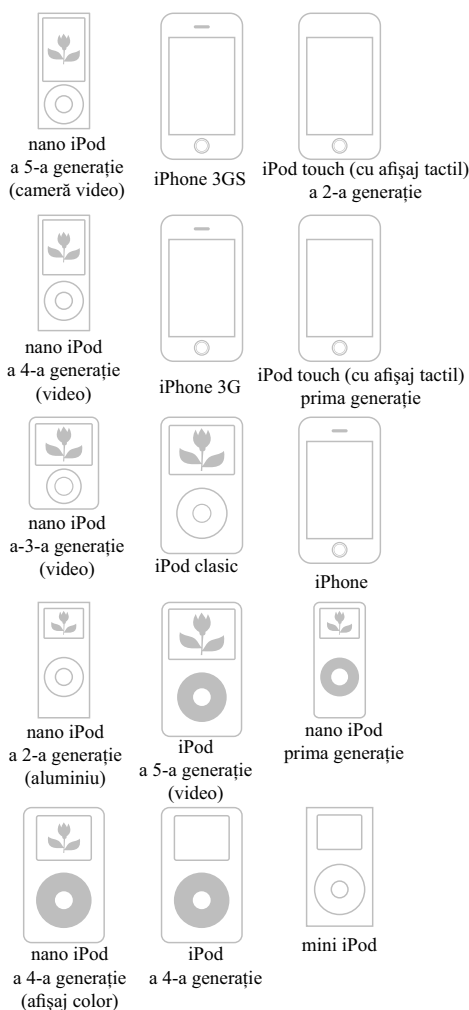 nano iPod
a 5-a generație
(cameră video)
iPhone 3GS
iPod touch (cu afișaj tactil)
a 2-a generație
nano iPod
a 4-a generație
(video)
iPhone 3G
iPod touch (cu afișaj tactil)
prima generație
nano iPod
a-3-a generație
(video)
iPod clasic
iPhone
nano iPod
a 2-a generație
(aluminiu)
iPod
a 5-a generație
(video)
nano iPod
prima generație
nano iPod
a 4-a generație
(afișaj color)
iPod
a 4-a generație
mini iPod